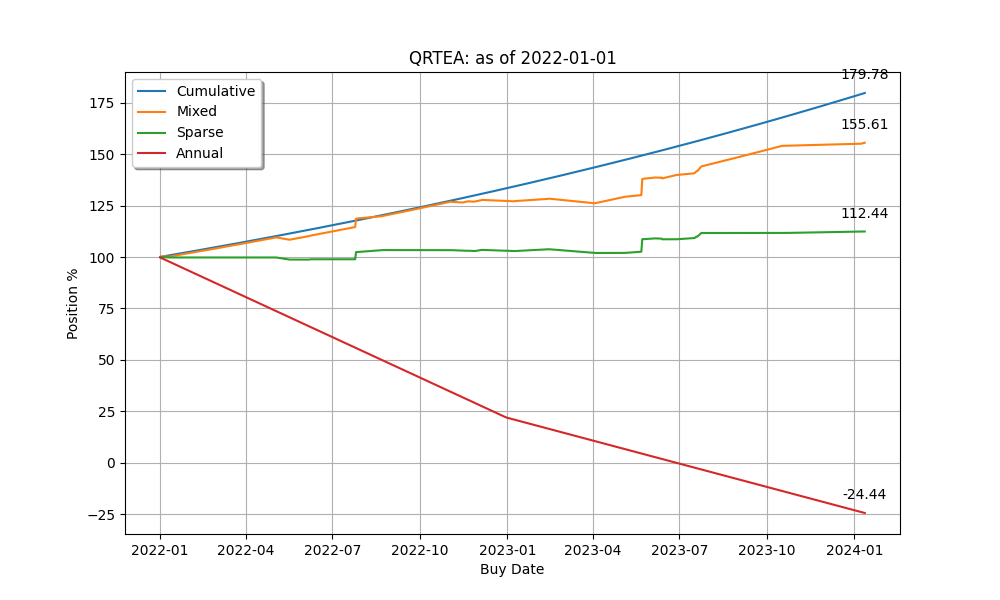 QRTEA: as of 2022-01-01
Cumulative
Mixed
Sparse
Annual
179.78
155.61
112.44
-24.44
175
150
125
100
75
50
25
0
−25
Position %
2022-01 2022-04 2022-07 2022-10 2023-01 2023-04 2023-07 2023-10 2024-01
Buy Date